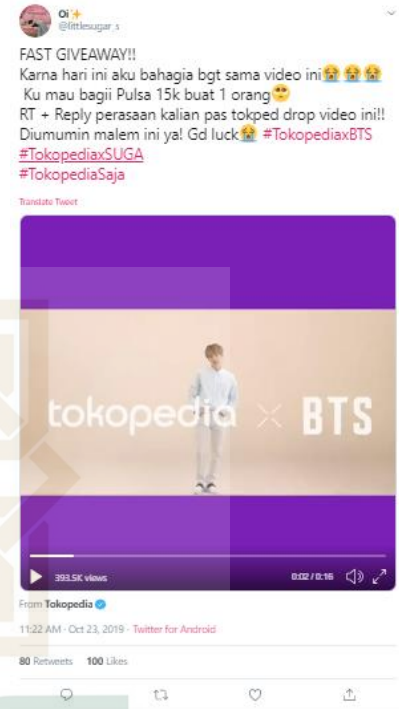 Oi✨
@littlesugar_s
FAST GIVEAWAY!!
Karna hari ini aku bahagia bgt sama video ini😭😭😭
Ku mau bagii Pulsa 15k buat 1 orang🥺
RT + Reply perasaan kalian pas tokped drop video ini!!
Diumumin malem ini ya! Gd luck😭 #TokopediaxBTS
#TokopediaxSUGA
#TokopediaSaja
Translate Tweet
tokopedia × BTS
393.5K views 0:02 / 0:16
From Tokopedia
11:22 AM · Oct 23, 2019 · Twitter for Android
80 Retweets 100 Likes